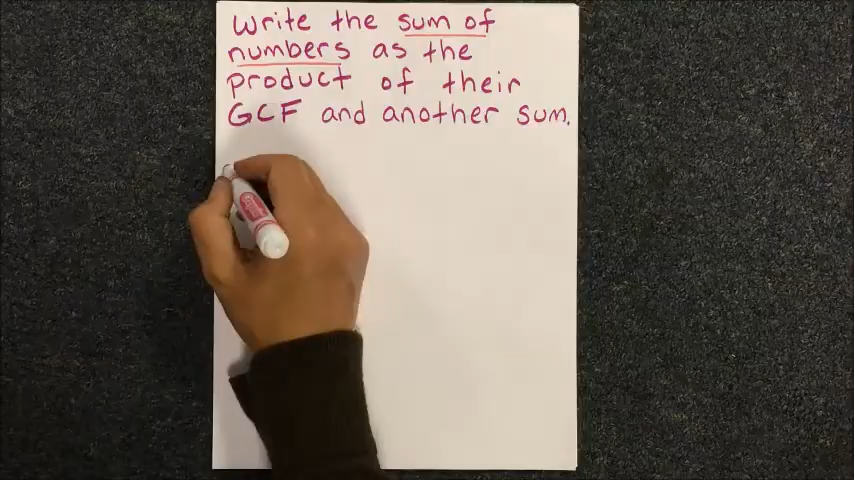 Write the sum of
numbers as the
product of their
GCF and another sum.